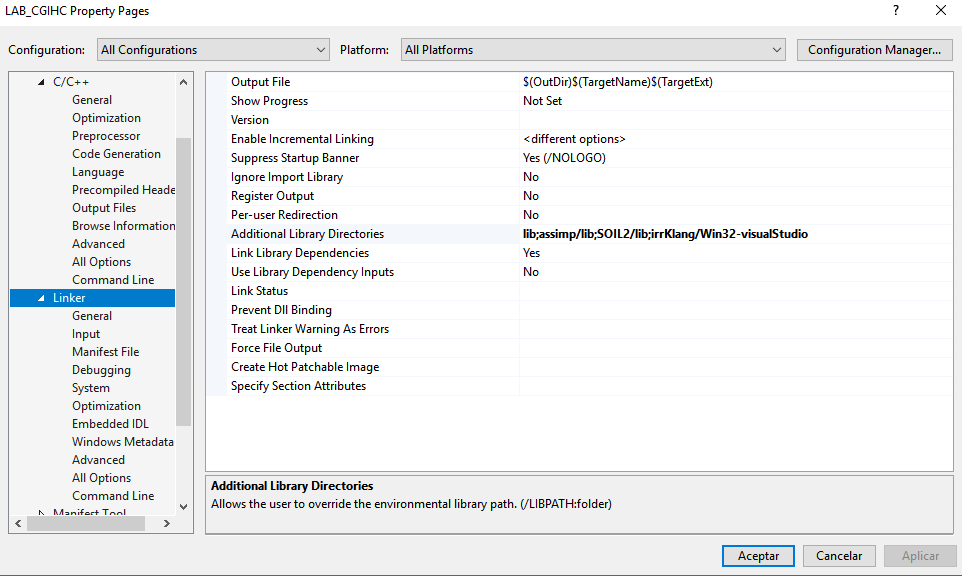 LAB_CGIHC Property Pages
?
Configuration: All Configurations Platform: All Platforms Configuration Manager...
C/C++
General
Optimization
Preprocessor
Code Generation
Language
Precompiled Heade
Output Files
Browse Information
Advanced
All Options
Command Line
Linker
General
Input
Manifest File
Debugging
System
Optimization
Embedded IDL
Windows Metadata
Advanced
All Options
Command Line
Manifest Tool
Output File $(OutDir)$(TargetName)$(TargetExt)
Show Progress Not Set
Version
Enable Incremental Linking <different options>
Suppress Startup Banner Yes (/NOLOGO)
Ignore Import Library No
Register Output No
Per-user Redirection No
Additional Library Directories lib;assimp/lib;SOIL2/lib;irrKlang/Win32-visualStudio
Link Library Dependencies Yes
Use Library Dependency Inputs No
Link Status
Prevent Dll Binding
Treat Linker Warning As Errors
Force File Output
Create Hot Patchable Image
Specify Section Attributes
Additional Library Directories
Allows the user to override the environmental library path. (/LIBPATH:folder)
Aceptar Cancelar Aplicar